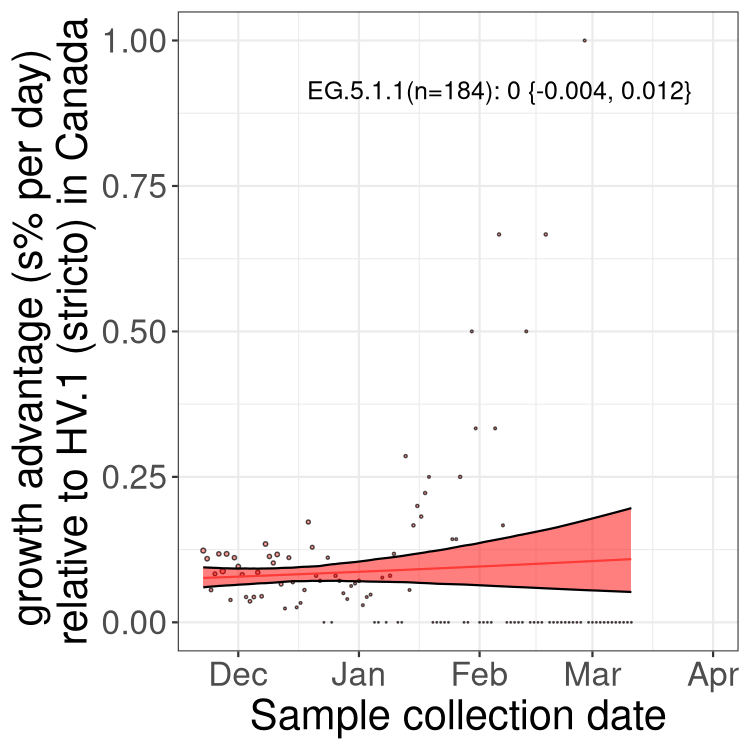 growth advantage (s% per day)
relative to HV.1 (stricto) in Canada
1.00
0.75
0.50
0.25
0.00
EG.5.1.1(n=184): 0 {-0.004, 0.012}
Dec Jan Feb Mar Apr
Sample collection date